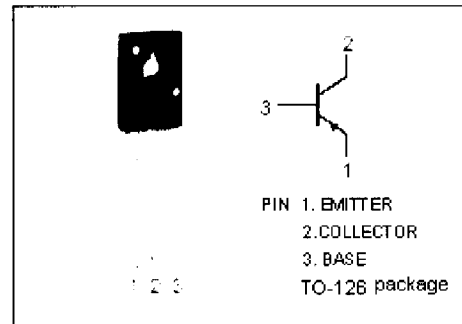 2
3
1
PIN 1. EMITTER
2.COLLECTOR
3. BASE
TO-126 package
1 2 3